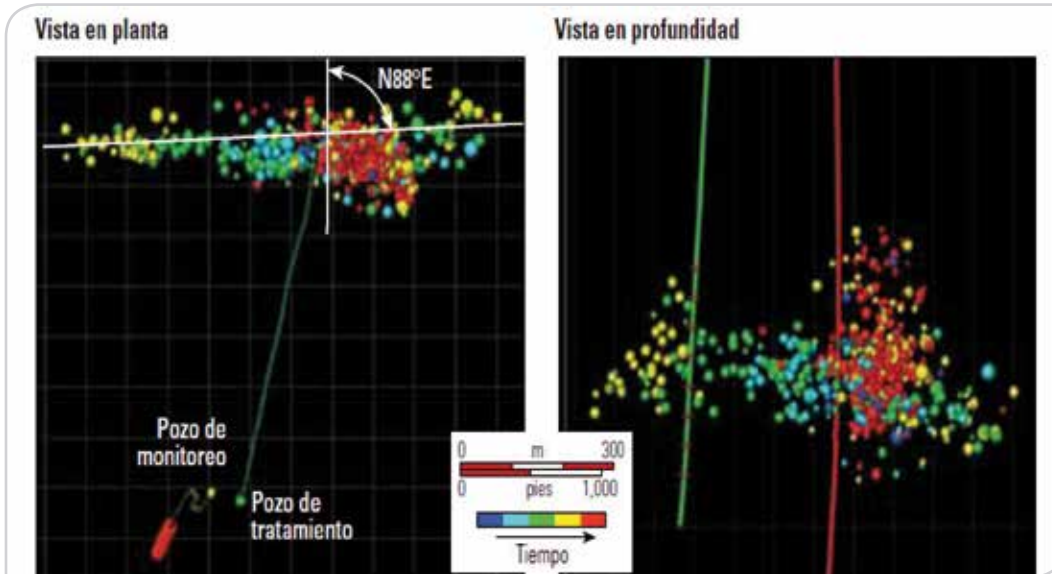 Vista en planta
N88°E
Pozo de
monitoreo
Pozo de
tratamiento
Vista en profundidad
0 m 300
0 pies 1,000
Tiempo